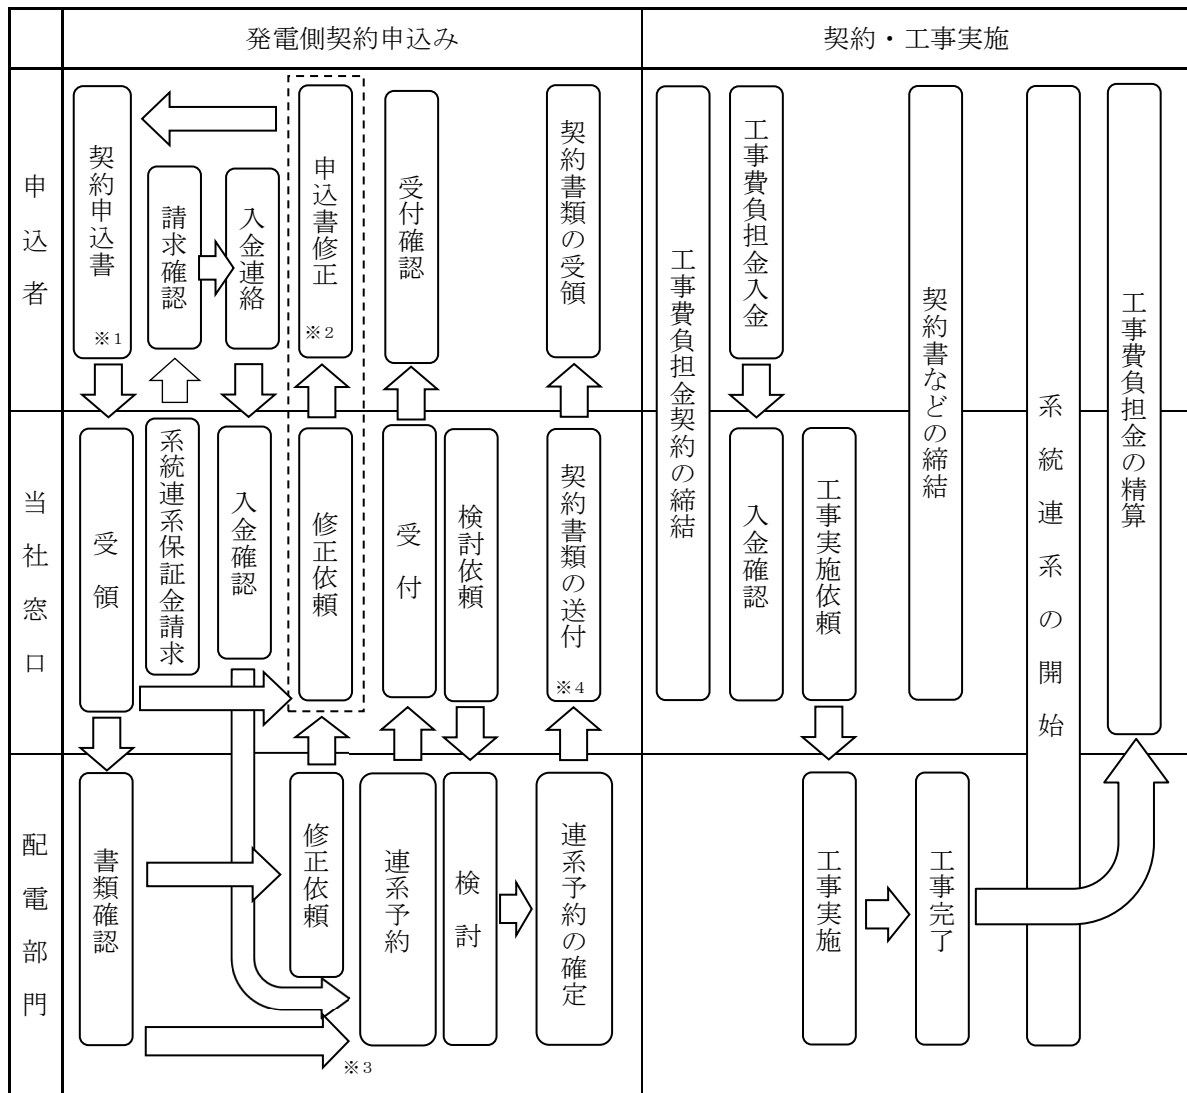 発電側契約申込み
契約・工事実施
申込者
契約申込書
※1
請求確認
入金連絡
申込書修正
※2
受付確認
契約書類の受領
工事費負担金契約の締結
工事費負担金入金
契約書などの締結
系統連系の開始
工事費負担金の精算
当社窓口
受領
系統連系保証金請求
入金確認
修正依頼
受付
検討依頼
契約書類の送付
※4
入金確認
工事実施依頼
配電部門
書類確認
修正依頼
連系予約
検討
連系予約の確定
工事実施
工事完了
※3